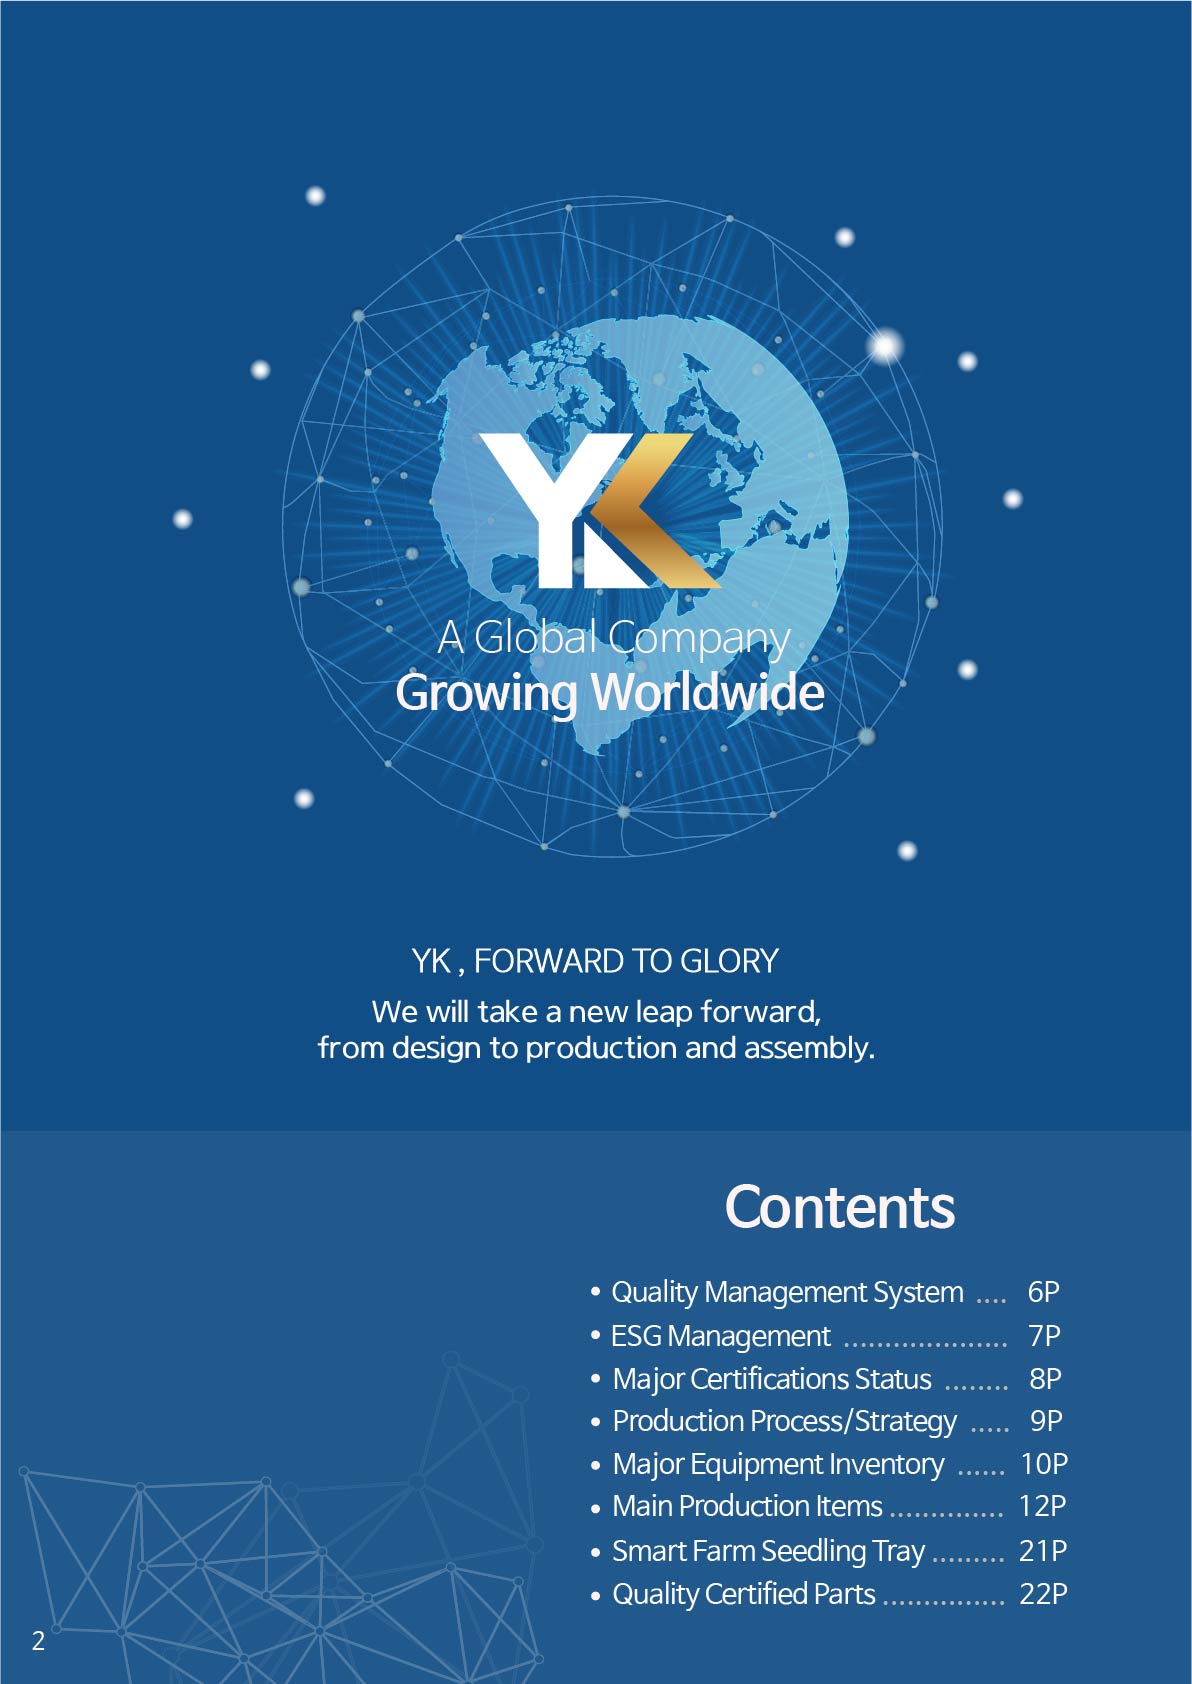 YK
A Global Company
Growing Worldwide
YK , FORWARD TO GLORY
We will take a new leap forward,
from design to production and assembly.
Contents
• Quality Management System .... 6P
• ESG Management .................... 7P
• Major Certifications Status ........ 8P
• Production Process/Strategy ..... 9P
• Major Equipment Inventory ...... 10P
• Main Production Items .............. 12P
• Smart Farm Seedling Tray ......... 21P
• Quality Certified Parts ............... 22P
2